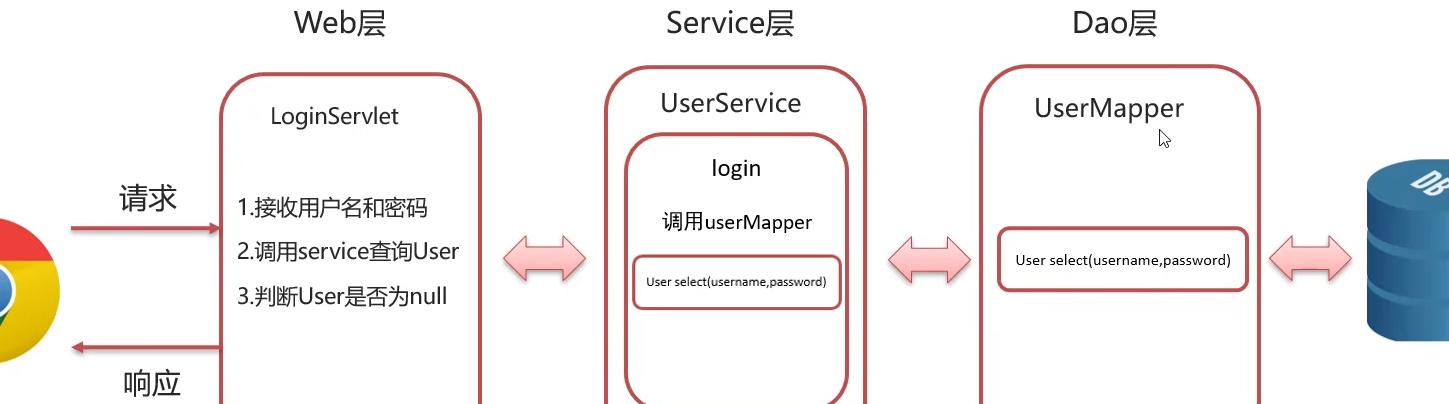 Web层
Service层
Dao层
请求
响应
LoginServlet
1.接收用户名和密码
2.调用service查询User
3.判断User是否为null
UserService
login
调用userMapper
User select(username,password)
UserMapper
User select(username,password)
DB